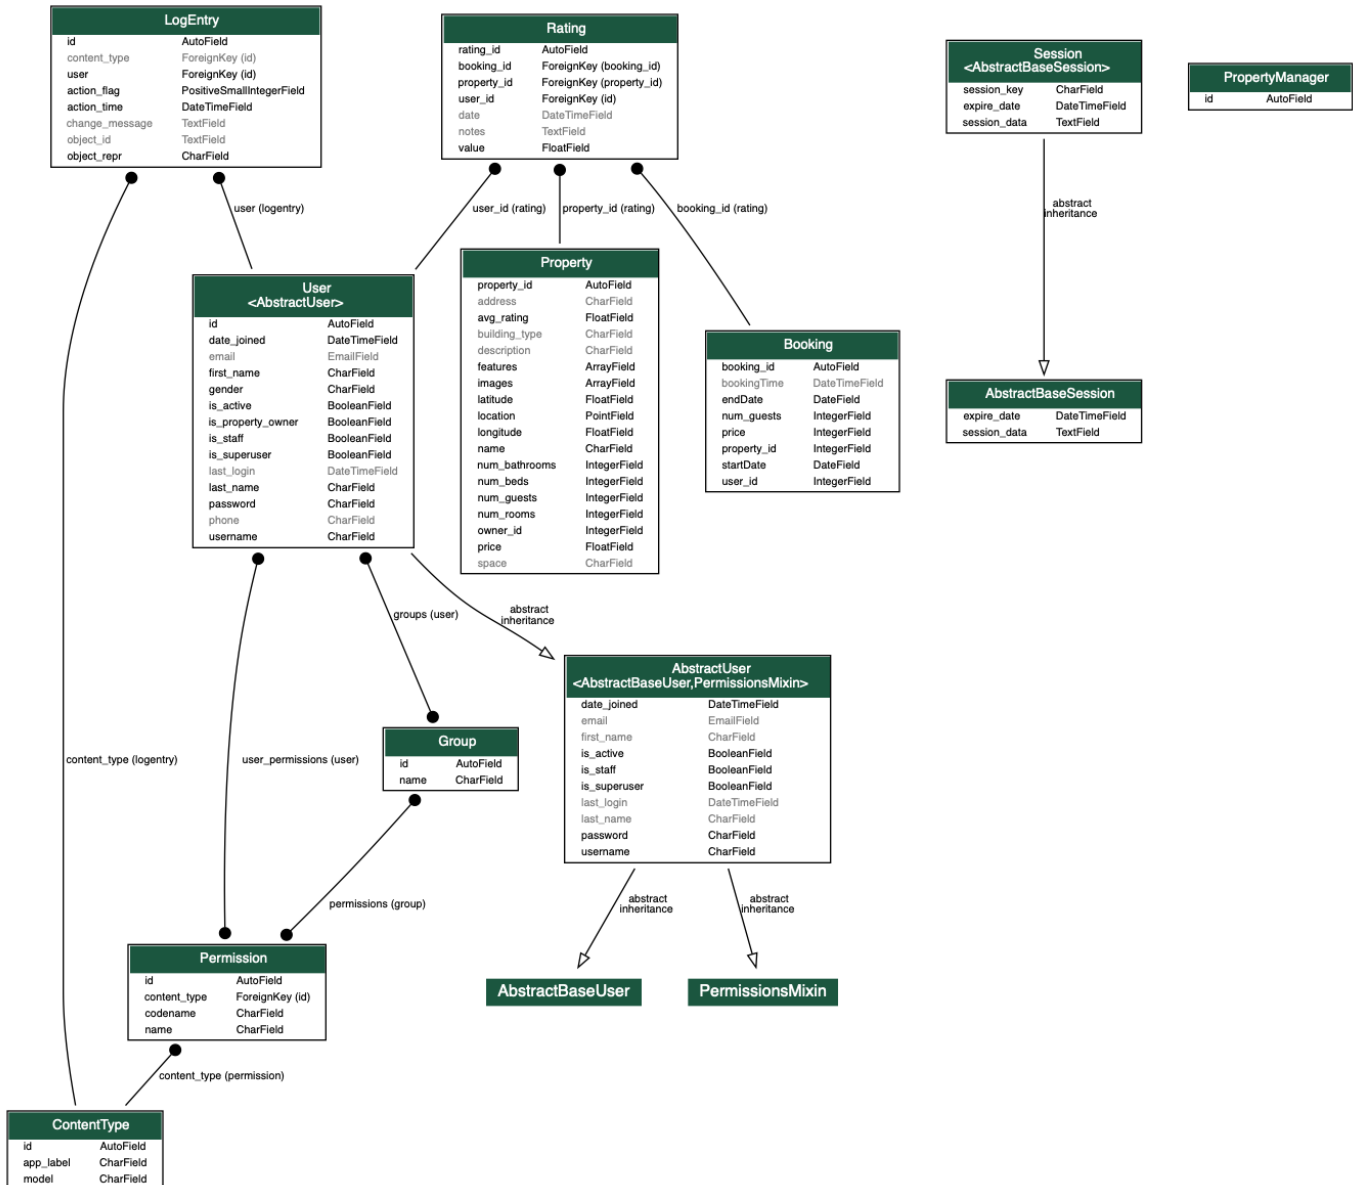 LogEntry
id AutoField
content_type ForeignKey (id)
user ForeignKey (id)
action_flag PositiveSmallIntegerField
action_time DateTimeField
change_message TextField
object_id TextField
object_repr CharField
Rating
rating_id AutoField
booking_id ForeignKey (booking_id)
property_id ForeignKey (property_id)
user_id ForeignKey (id)
date DateTimeField
notes TextField
value FloatField
Session
<AbstractBaseSession>
session_key CharField
expire_date DateTimeField
session_data TextField
PropertyManager
id AutoField
user (logentry)
user_id (rating)
property_id (rating)
booking_id (rating)
abstract
inheritance
User
<AbstractUser>
id AutoField
date_joined DateTimeField
email EmailField
first_name CharField
gender CharField
is_active BooleanField
is_property_owner BooleanField
is_staff BooleanField
is_superuser BooleanField
last_login DateTimeField
last_name CharField
password CharField
phone CharField
username CharField
Property
property_id AutoField
address CharField
avg_rating FloatField
building_type CharField
description CharField
features ArrayField
images ArrayField
latitude FloatField
location PointField
longitude FloatField
name CharField
num_bathrooms IntegerField
num_beds IntegerField
num_guests IntegerField
num_rooms IntegerField
owner_id IntegerField
price FloatField
space CharField
Booking
booking_id AutoField
bookingTime DateTimeField
endDate DateField
num_guests IntegerField
price IntegerField
property_id IntegerField
startDate DateField
user_id IntegerField
AbstractBaseSession
expire_date DateTimeField
session_data TextField
groups (user)
abstract
inheritance
AbstractUser
<AbstractBaseUser,PermissionsMixin>
date_joined DateTimeField
email EmailField
first_name CharField
is_active BooleanField
is_staff BooleanField
is_superuser BooleanField
last_login DateTimeField
last_name CharField
password CharField
username CharField
Group
id AutoField
name CharField
content_type (logentry)
user_permissions (user)
permissions (group)
abstract
inheritance
abstract
inheritance
Permission
id AutoField
content_type ForeignKey (id)
codename CharField
name CharField
AbstractBaseUser
PermissionsMixin
content_type (permission)
ContentType
id AutoField
app_label CharField
model CharField